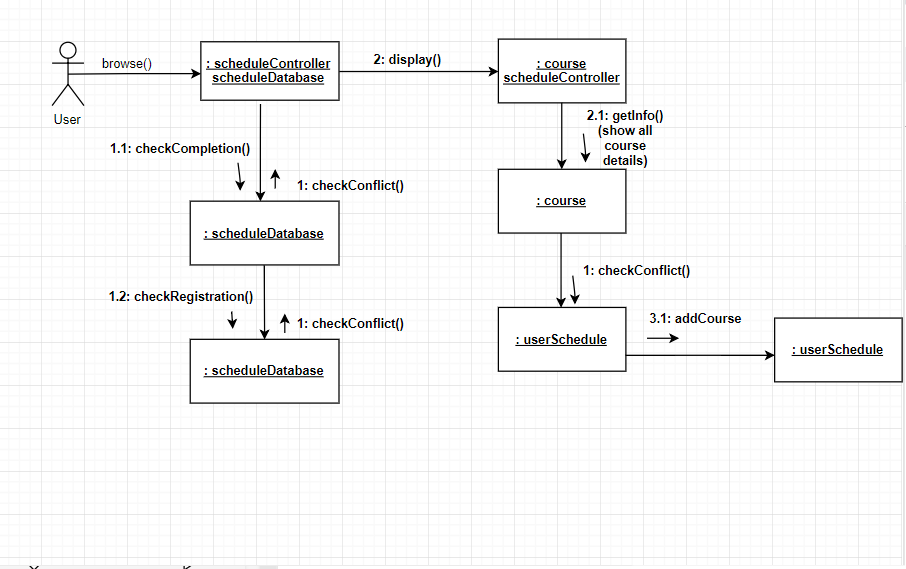 browse()
User
: scheduleController
scheduleDatabase
2: display()
: course
scheduleController
1.1: checkCompletion()
1: checkConflict()
2.1: getInfo()
(show all
course
details)
: scheduleDatabase
: course
1.2: checkRegistration()
1: checkConflict()
1: checkConflict()
: scheduleDatabase
: userSchedule
3.1: addCourse
: userSchedule